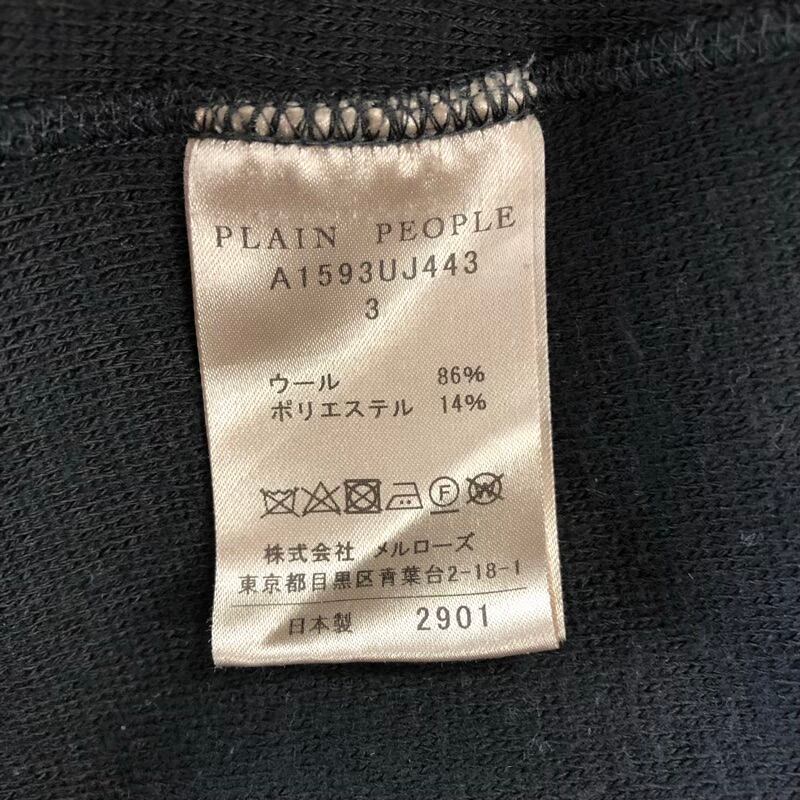 PLAIN PEOPLE
A1593UJ443
3
ウール 86%
ポリエステル 14%
F W
株式会社 メルローズ
東京都目黒区青葉台2-18-1
日本製 2901